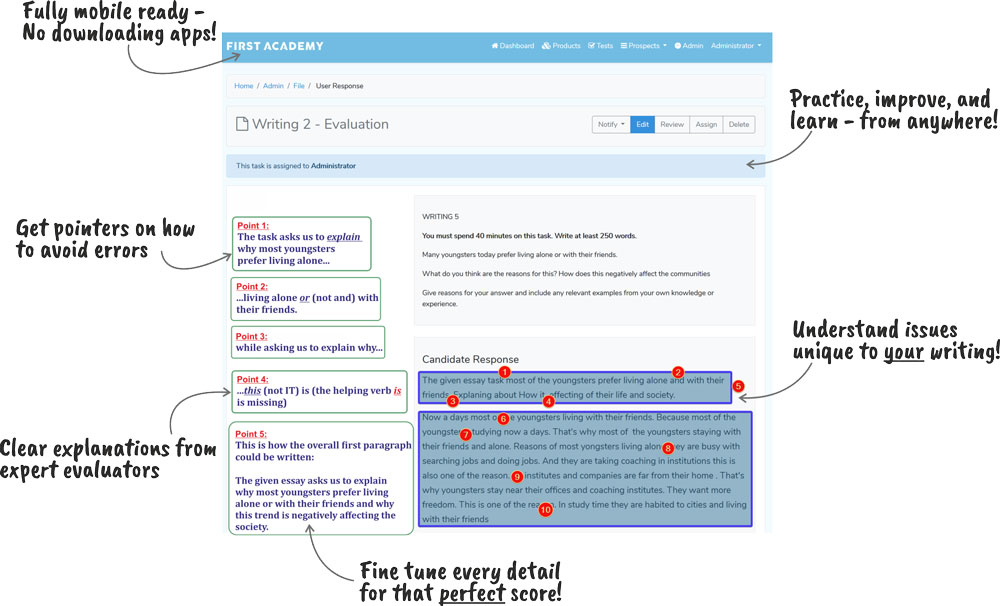 Fully mobile ready –
No downloading apps!
FIRST ACADEMY
Dashboard Products Tests Prospects Admin Administrator
Home / Admin / File / User Response
Writing 2 - Evaluation
Notify Edit Review Assign Delete
Practice, improve, and
learn – from anywhere!
This task is assigned to Administrator
Get pointers on how
to avoid errors
Point 1:
The task asks us to explain
why most youngsters
prefer living alone...
Point 2:
...living alone or (not and) with
their friends.
Point 3:
while asking us to explain why...
Point 4:
...this (not IT) is (the helping verb is
is missing)
Clear explanations from
expert evaluators
Point 5:
This is how the overall first paragraph
could be written:
The given essay asks us to explain
why most youngsters prefer living
alone or with their friends and why
this trend is negatively affecting the
society.
WRITING 5
You must spend 40 minutes on this task. Write at least 250 words.
Many youngsters today prefer living alone or with their friends.
What do you think are the reasons for this? How does this negatively affect the communities
Give reasons for your answer and include any relevant examples from your own knowledge or
experience.
Understand issues
unique to your writing!
Candidate Response
1 2
The given essay task most of the youngsters prefer living alone and with their
5
friends. Explaning about How it affecting of their life and society.
3 4
Now a days most 6 youngsters living with their friends. Because most of the
7 studying now a days. That's why most of the youngsters staying with
their friends and alone. Reasons of most yongsters living 8 they are busy with
searching jobs and doing jobs. And they are taking coaching in institutions this is
also one of the reason. 9 institutes and companies are far from their home . That's
why youngsters stay near their offices and coaching institutes. They want more
freedom. This is one of the 10 In study time they are habited to cities and living
with their friends
Fine tune every detail
for that perfect score!